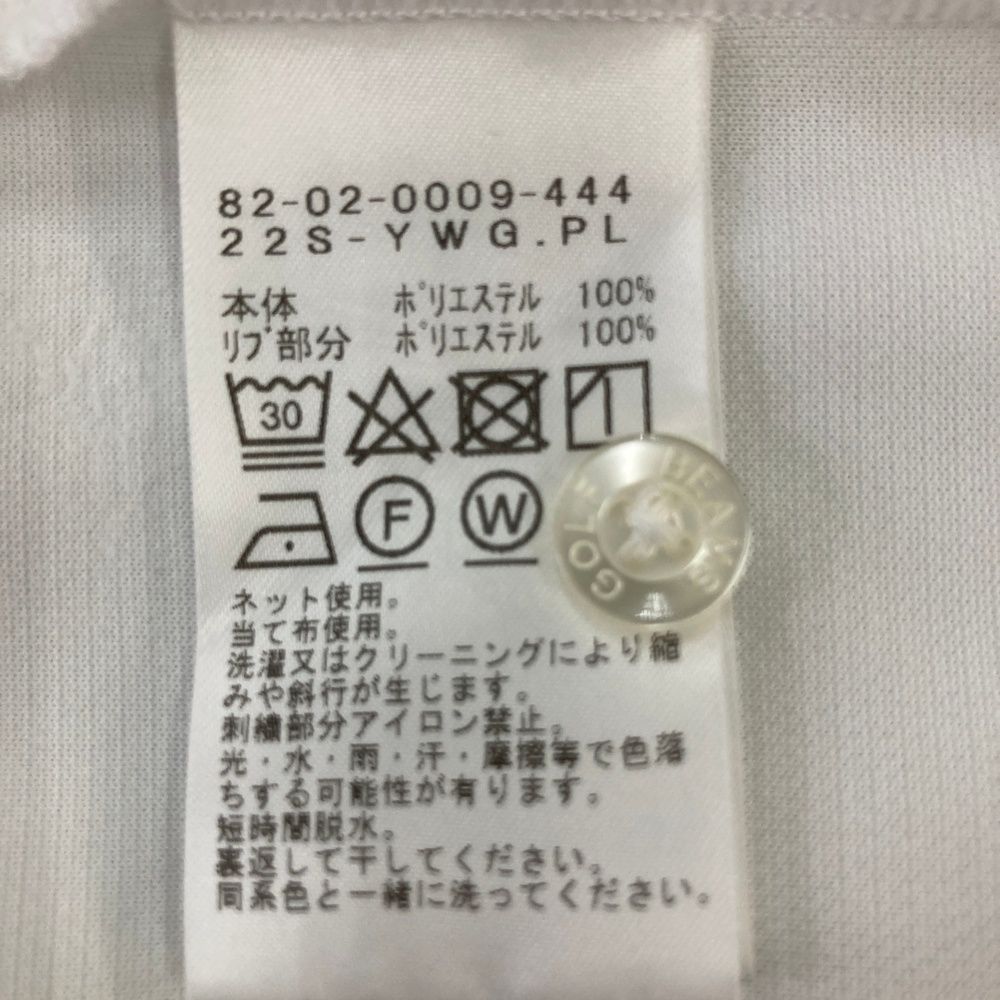 82-02-0009-444
22S-YWG.PL
本体 ポリエステル 100%
リブ部分 ポリエステル 100%
30
F W
BEAMS GOLF
ネット使用。
当て布使用。
洗濯又はクリーニングにより縮
みや斜行が生じます。
刺繍部分アイロン禁止。
光・水・雨・汗・摩擦等で色落
ちする可能性が有ります。
短時間脱水。
裏返して干してください。
同系色と一緒に洗ってください。